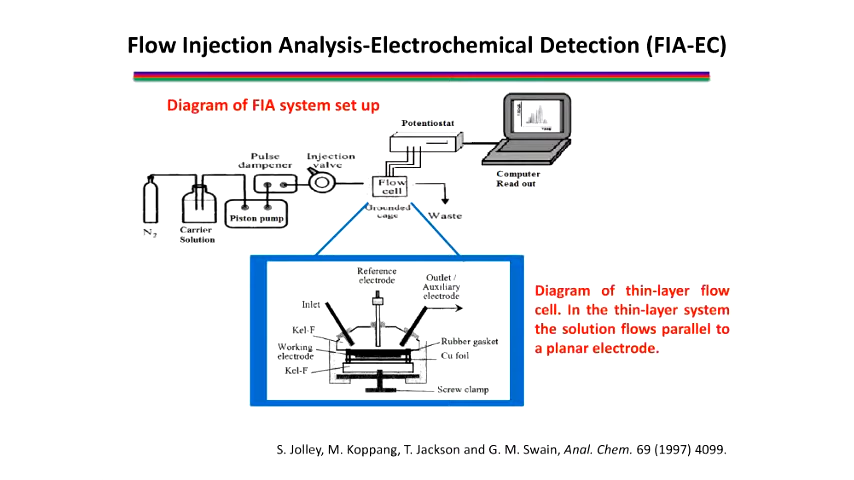 Flow Injection Analysis-Electrochemical Detection (FIA-EC)
Diagram of FIA system set up
Potentiostat
Pulse
dampener
Injection
valve
Flow
cell
Computer
Read out
N2
Carrier
Solution
Piston pump
Grounded
cage
Waste
Reference
electrode
Outlet /
Auxiliary
electrode
Inlet
Kel-F
Working
electrode
Kel-F
Rubber gasket
Cu foil
Screw clamp
Diagram of thin-layer flow
cell. In the thin-layer system
the solution flows parallel to
a planar electrode.
S. Jolley, M. Koppang, T. Jackson and G. M. Swain, Anal. Chem. 69 (1997) 4099.